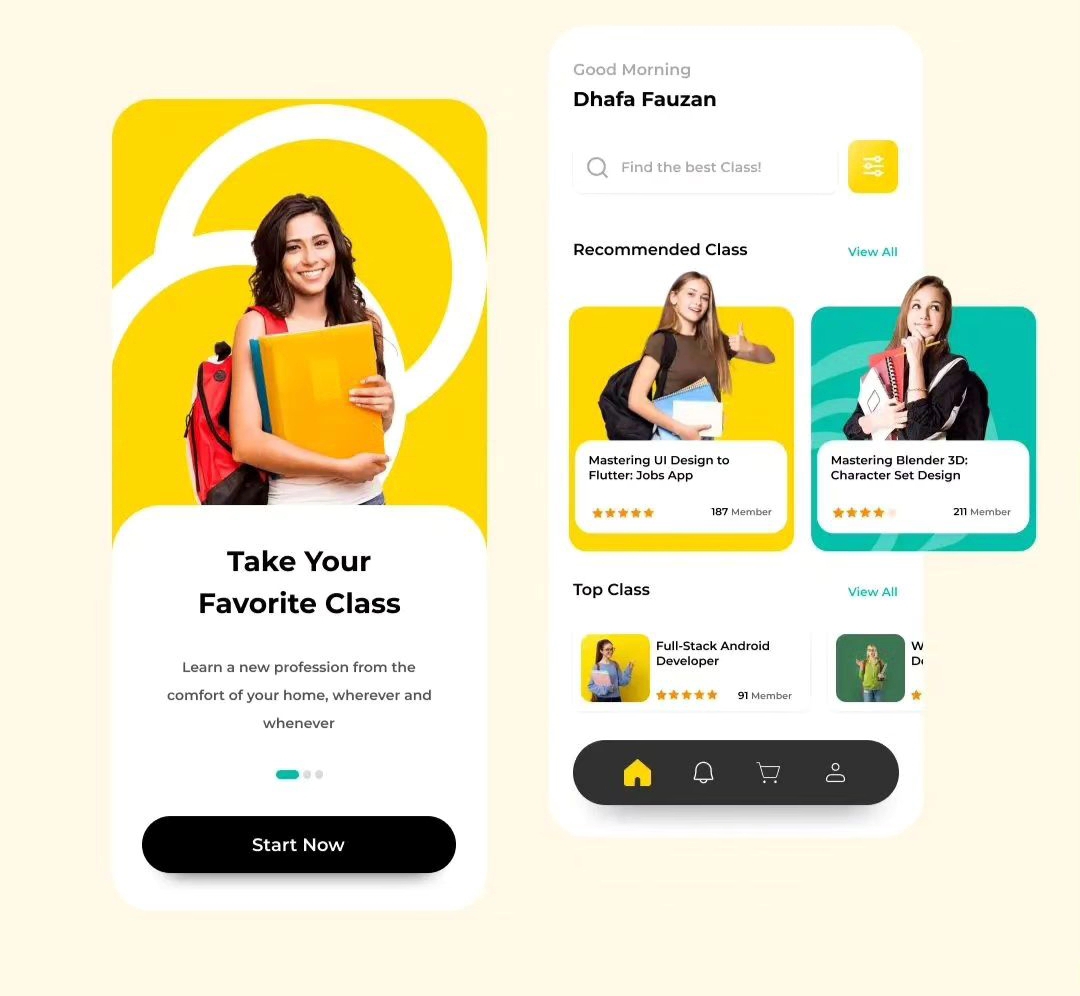 Take Your
Favorite Class
Learn a new profession from the
comfort of your home, wherever and
whenever
Start Now
Good Morning
Dhafa Fauzan
Find the best Class!
Recommended Class
View All
Mastering UI Design to
Flutter: Jobs App
187 Member
Mastering Blender 3D:
Character Set Design
211 Member
Top Class
View All
Full-Stack Android
Developer
91 Member